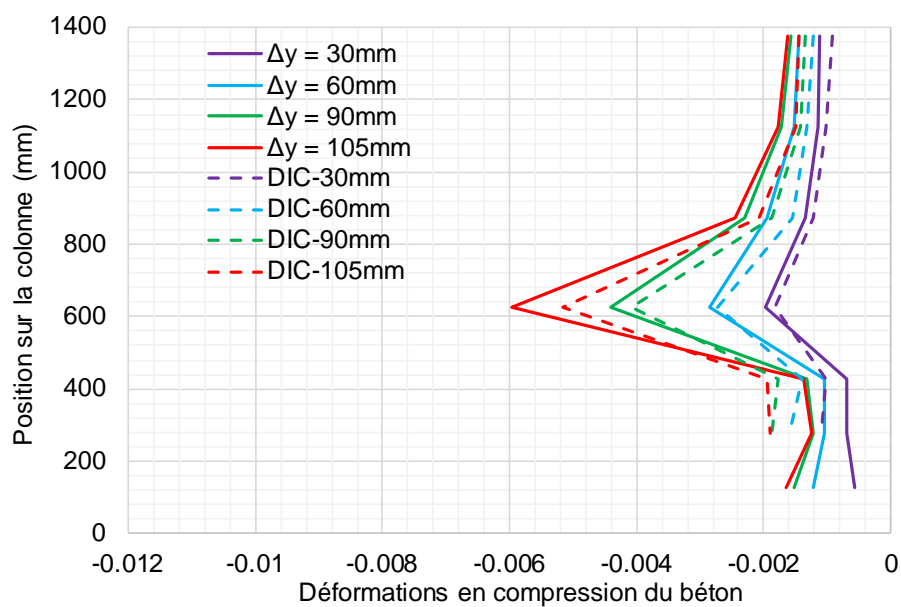 1400
1200
1000
800
600
400
200
0
Position sur la colonne (mm)
Δy = 30mm
Δy = 60mm
Δy = 90mm
Δy = 105mm
DIC-30mm
DIC-60mm
DIC-90mm
DIC-105mm
-0.012 -0.01 -0.008 -0.006 -0.004 -0.002 0
Déformations en compression du béton